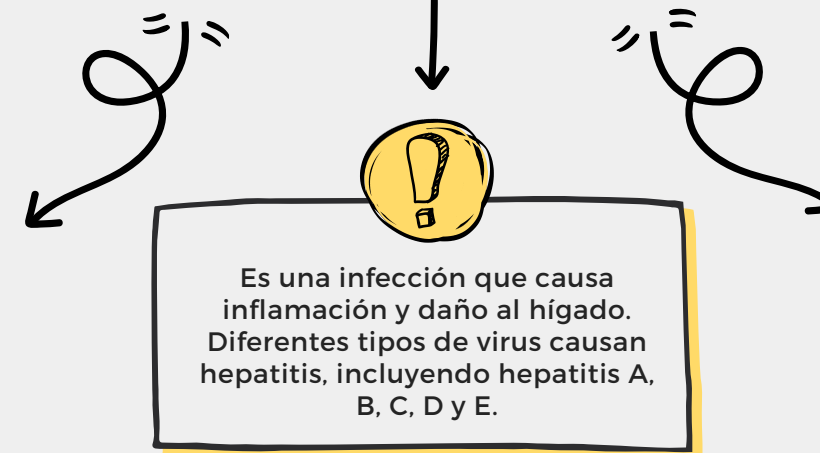 Es una infección que causa
inflamación y daño al hígado.
Diferentes tipos de virus causan
hepatitis, incluyendo hepatitis A,
B, C, D y E.